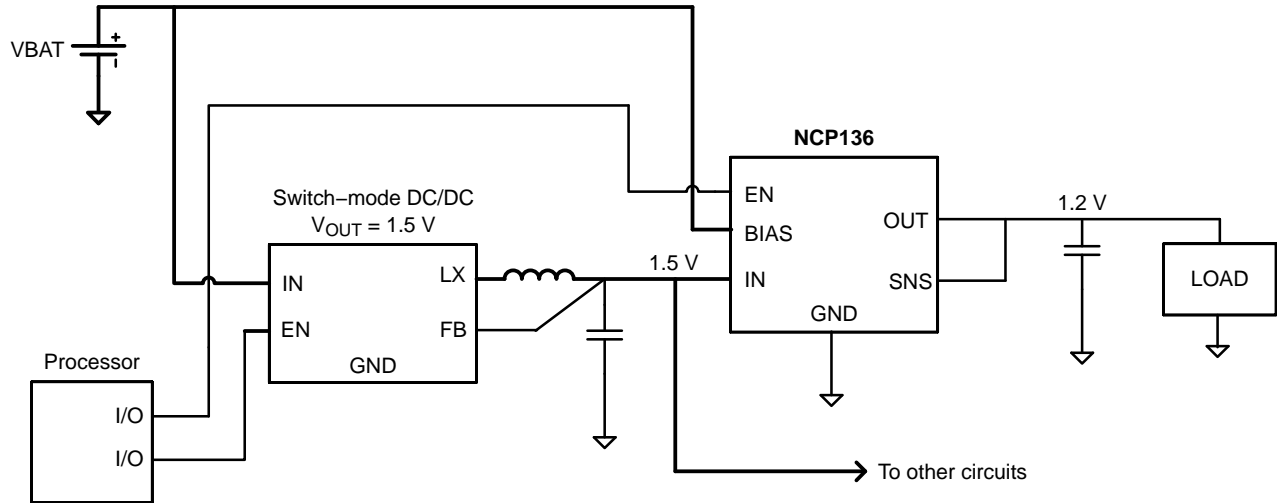 VBAT
+
NCP136
Switch−mode DC/DC
VOUT = 1.5 V
EN
BIAS
IN
OUT
SNS
GND
1.2 V
LOAD
IN
EN
LX
FB
GND
1.5 V
Processor
I/O
I/O
To other circuits